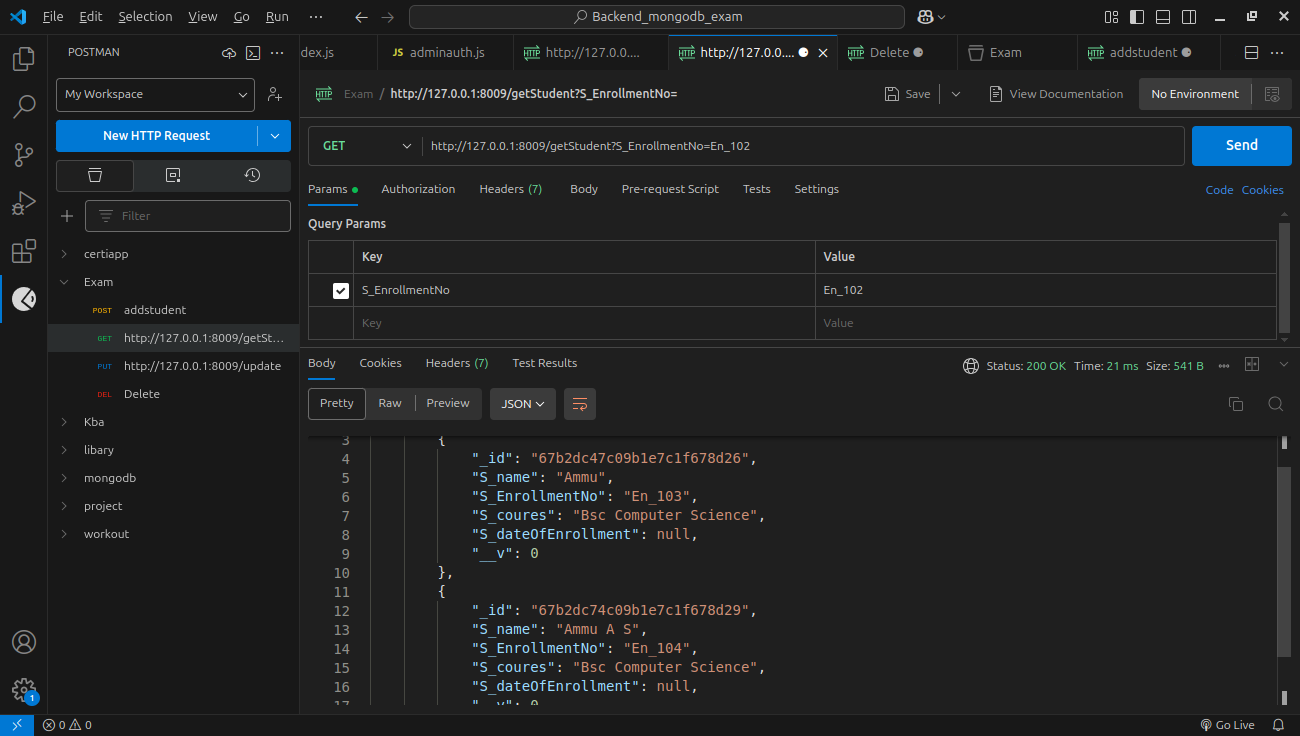 File Edit Selection View Go Run ··· Backend_mongodb_exam
POSTMAN
dex.js
JS adminauth.js
HTTP http://127.0.0....
HTTP http://127.0.0....
HTTP Delete
Exam
HTTP addstudent
My Workspace
HTTP Exam / http://127.0.0.1:8009/getStudent?S_EnrollmentNo=
Save
View Documentation
No Environment
New HTTP Request
GET http://127.0.0.1:8009/getStudent?S_EnrollmentNo=En_102
Send
Params Authorization Headers (7) Body Pre-request Script Tests Settings
Code Cookies
Filter
Query Params
Key Value
S_EnrollmentNo En_102
Key Value
certiapp
Exam
POST addstudent
GET http://127.0.0.1:8009/getSt...
PUT http://127.0.0.1:8009/update
DEL Delete
Kba
libary
mongodb
project
workout
Body Cookies Headers (7) Test Results
Status: 200 OK Time: 21 ms Size: 541 B
Pretty Raw Preview JSON
3 {
4 "_id": "67b2dc47c09b1e7c1f678d26",
5 "S_name": "Ammu",
6 "S_EnrollmentNo": "En_103",
7 "S_coures": "Bsc Computer Science",
8 "S_dateOfEnrollment": null,
9 "__v": 0
10 },
11 {
12 "_id": "67b2dc74c09b1e7c1f678d29",
13 "S_name": "Ammu A S",
14 "S_EnrollmentNo": "En_104",
15 "S_coures": "Bsc Computer Science",
16 "S_dateOfEnrollment": null,
17 "__v": 0
1
0 0
Go Live